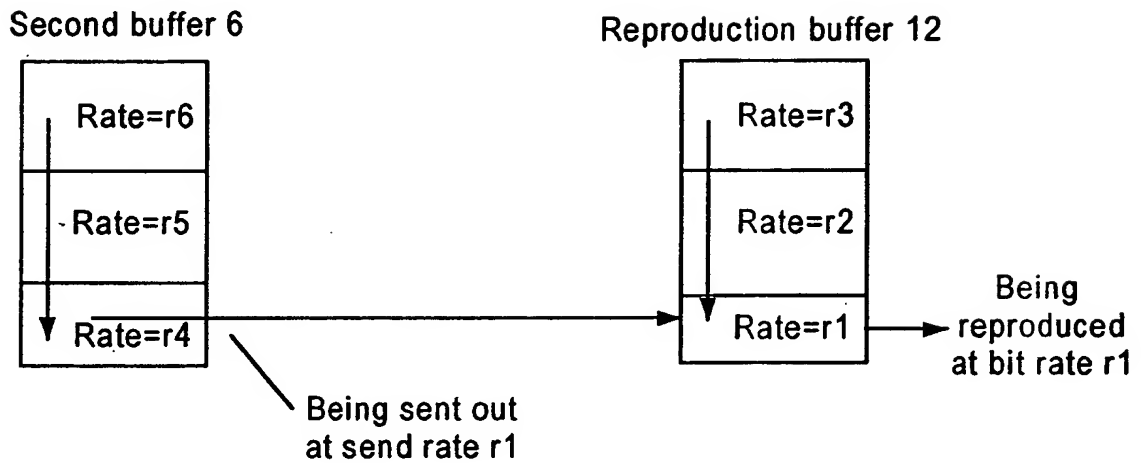 Second buffer 6
Reproduction buffer 12
Rate=r6
Rate=r5
Rate=r4
Rate=r3
Rate=r2
Rate=r1
Being
reproduced
at bit rate r1
Being sent out
at send rate r1